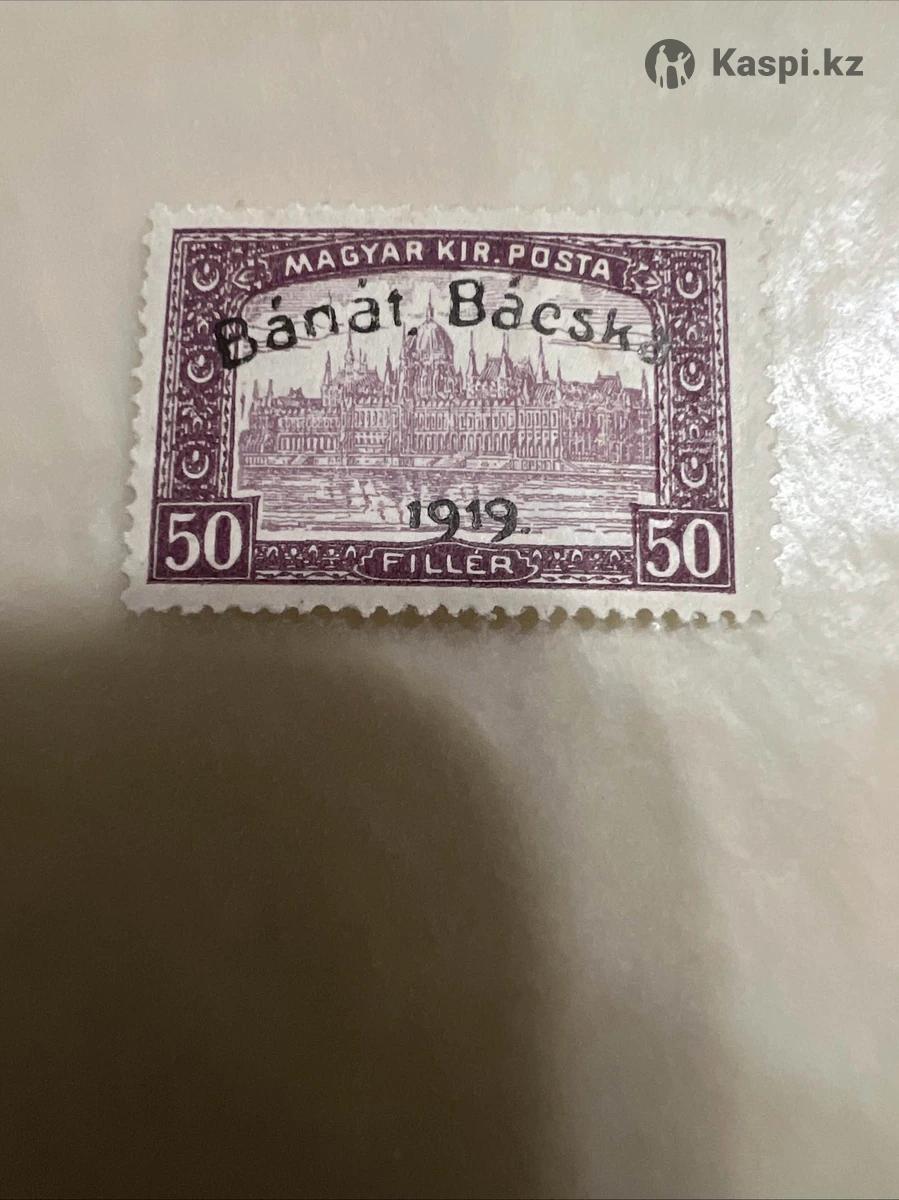 Kaspi.kz
MAGYAR KIR. POSTA
Bánát, Bácska
1919.
50 FILLÉR 50